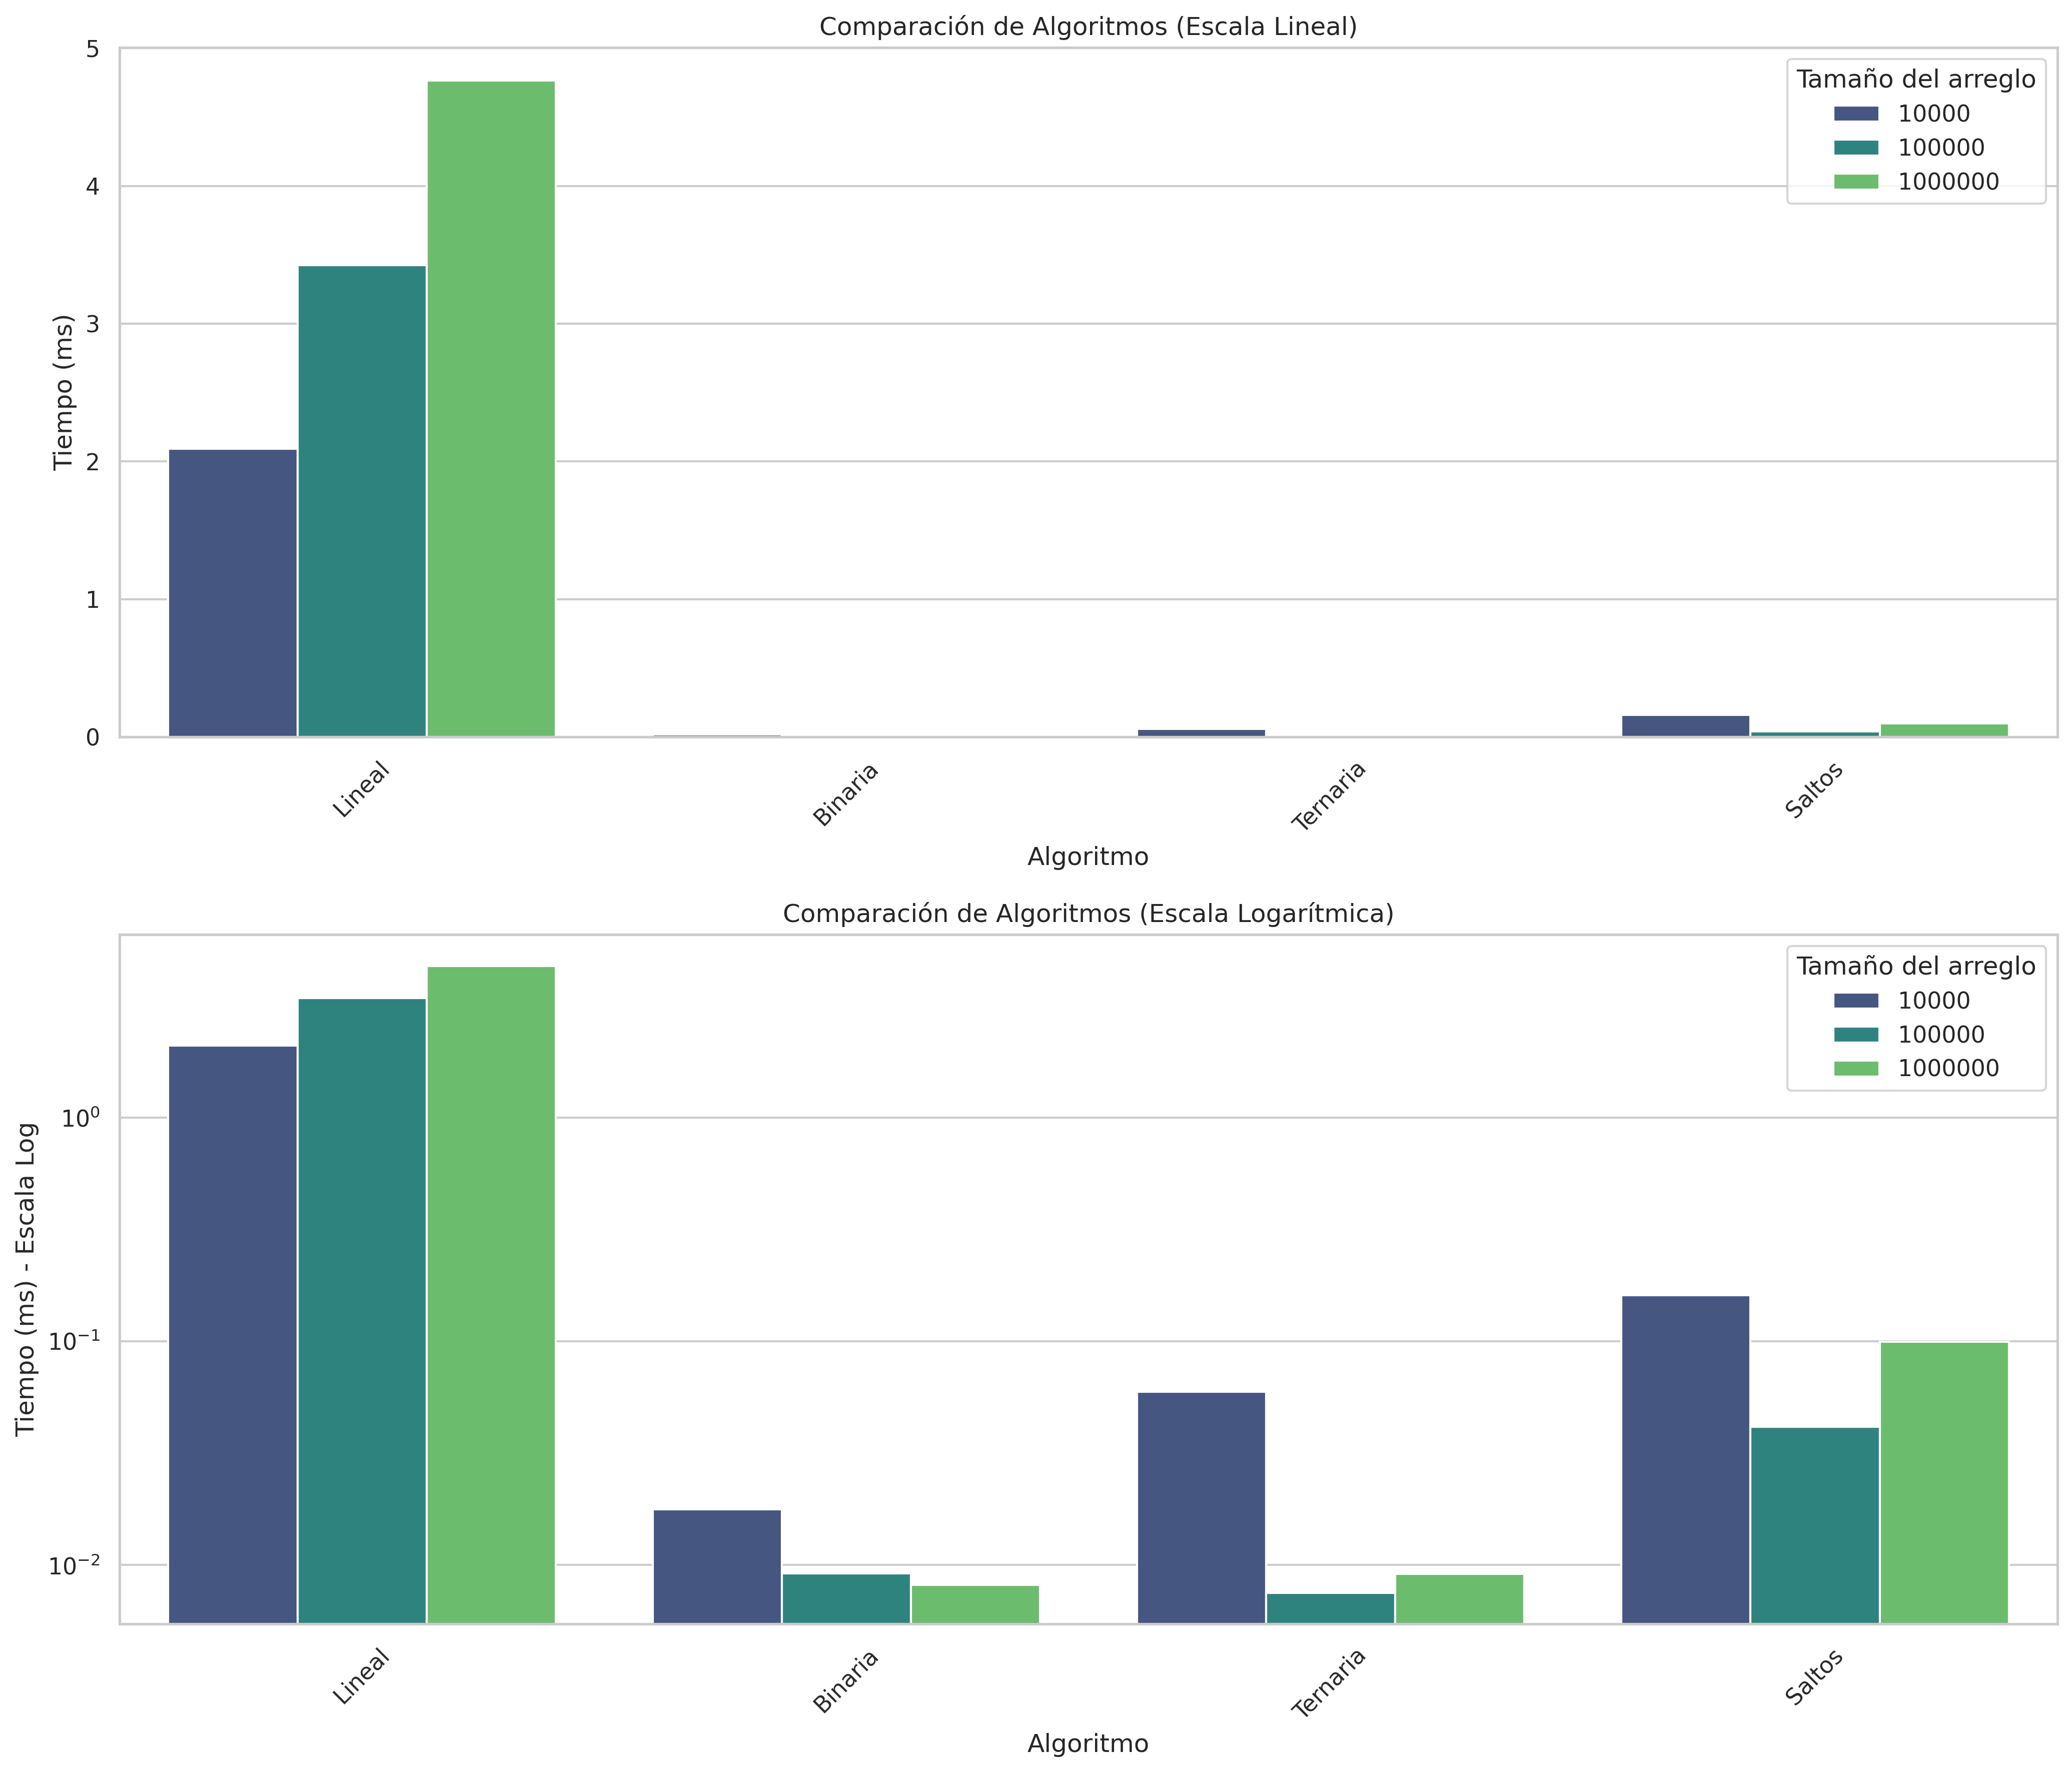 Comparación de Algoritmos (Escala Lineal)
Tiempo (ms)
5
4
3
2
1
0
Tamaño del arreglo
10000
100000
1000000
Lineal
Binaria
Ternaria
Saltos
Algoritmo
Comparación de Algoritmos (Escala Logarítmica)
Tiempo (ms) - Escala Log
10⁰
10⁻¹
10⁻²
Tamaño del arreglo
10000
100000
1000000
Lineal
Binaria
Ternaria
Saltos
Algoritmo